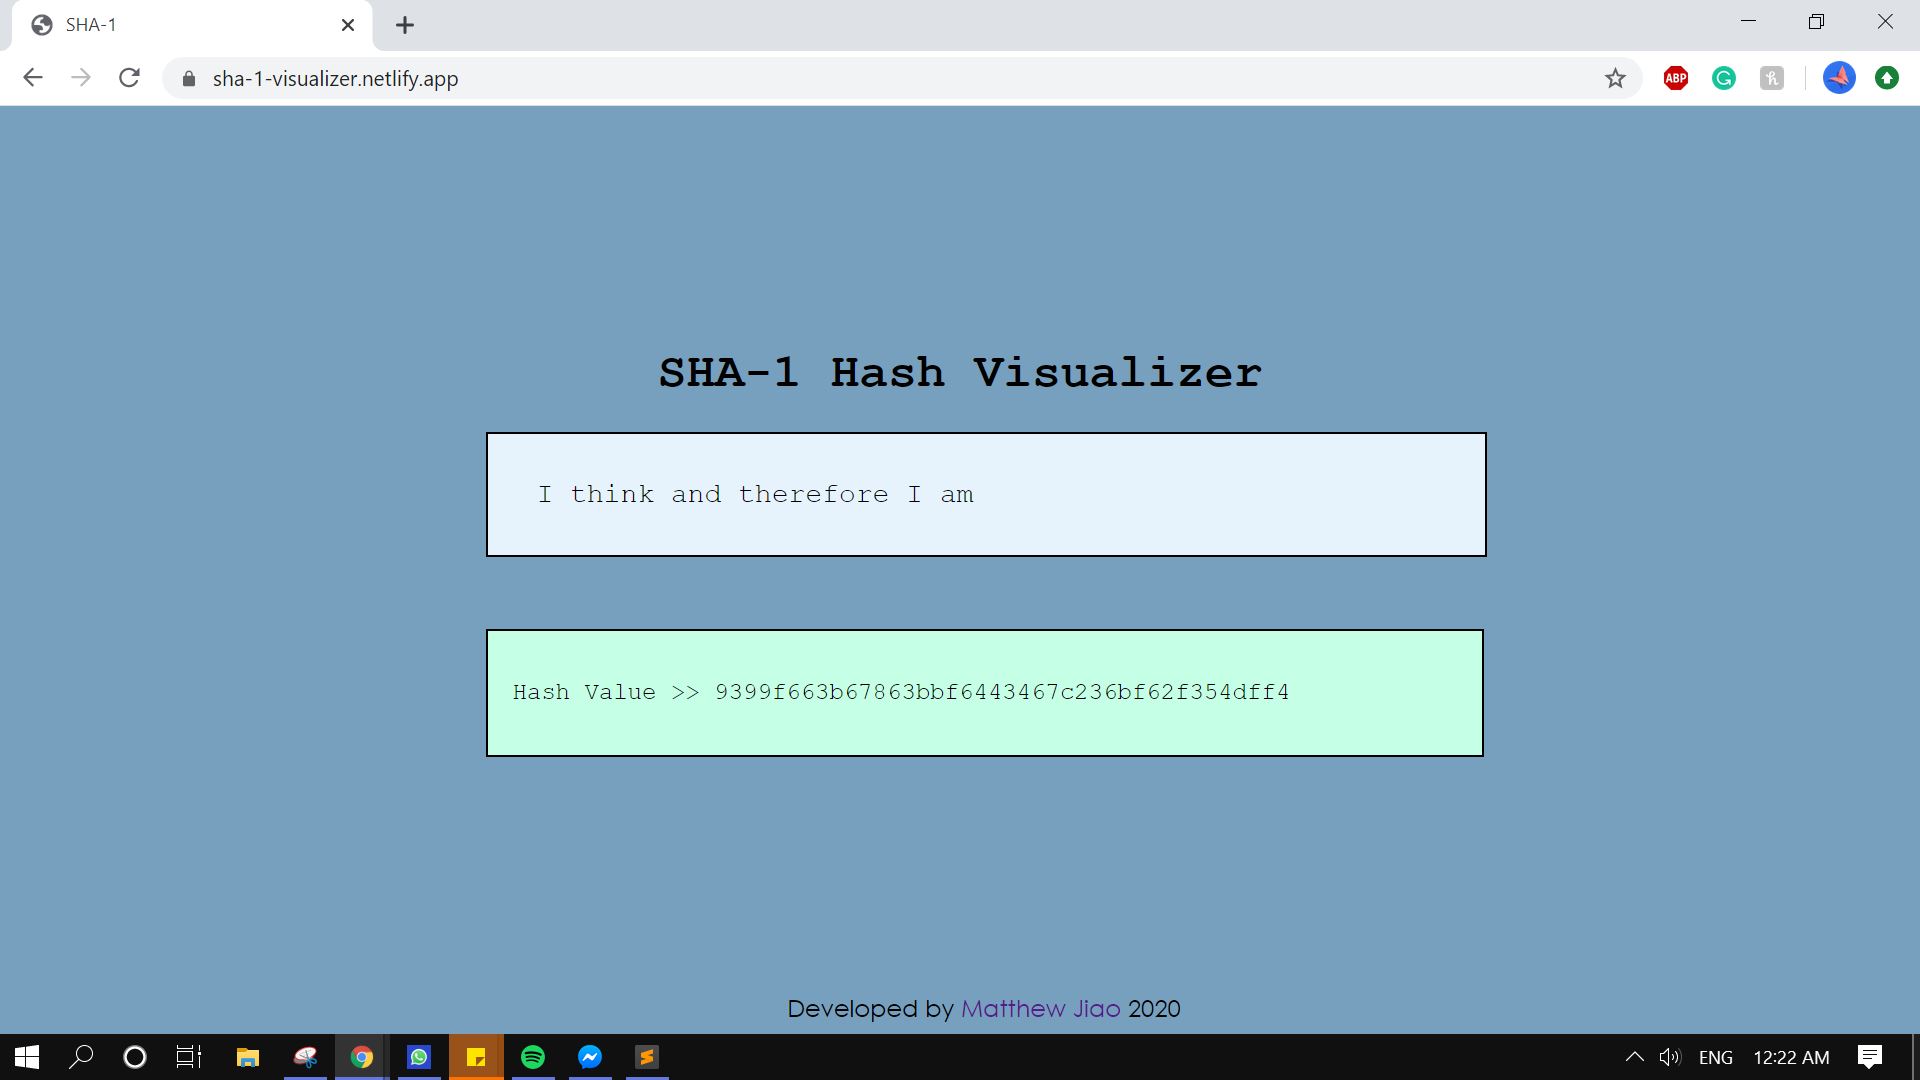 SHA-1
sha-1-visualizer.netlify.app
ABP
SHA-1 Hash Visualizer
I think and therefore I am
Hash Value >> 9399f663b67863bbf6443467c236bf62f354dff4
Developed by Matthew Jiao 2020
ENG 12:22 AM